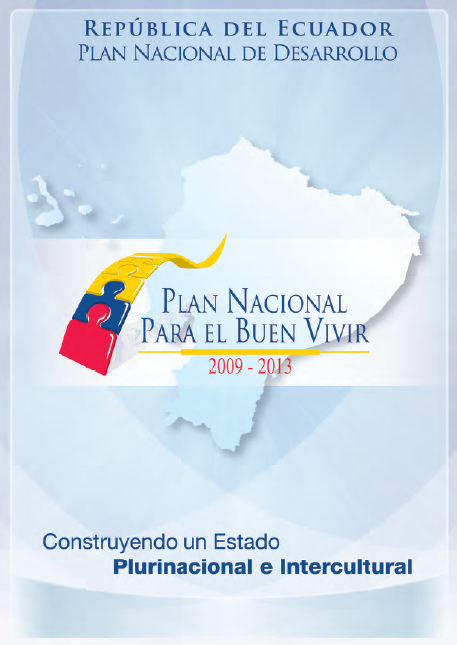 REPÚBLICA DEL ECUADOR
PLAN NACIONAL DE DESARROLLO
PLAN NACIONAL
PARA EL BUEN VIVIR
2009 - 2013
Construyendo un Estado
Plurinacional e Intercultural